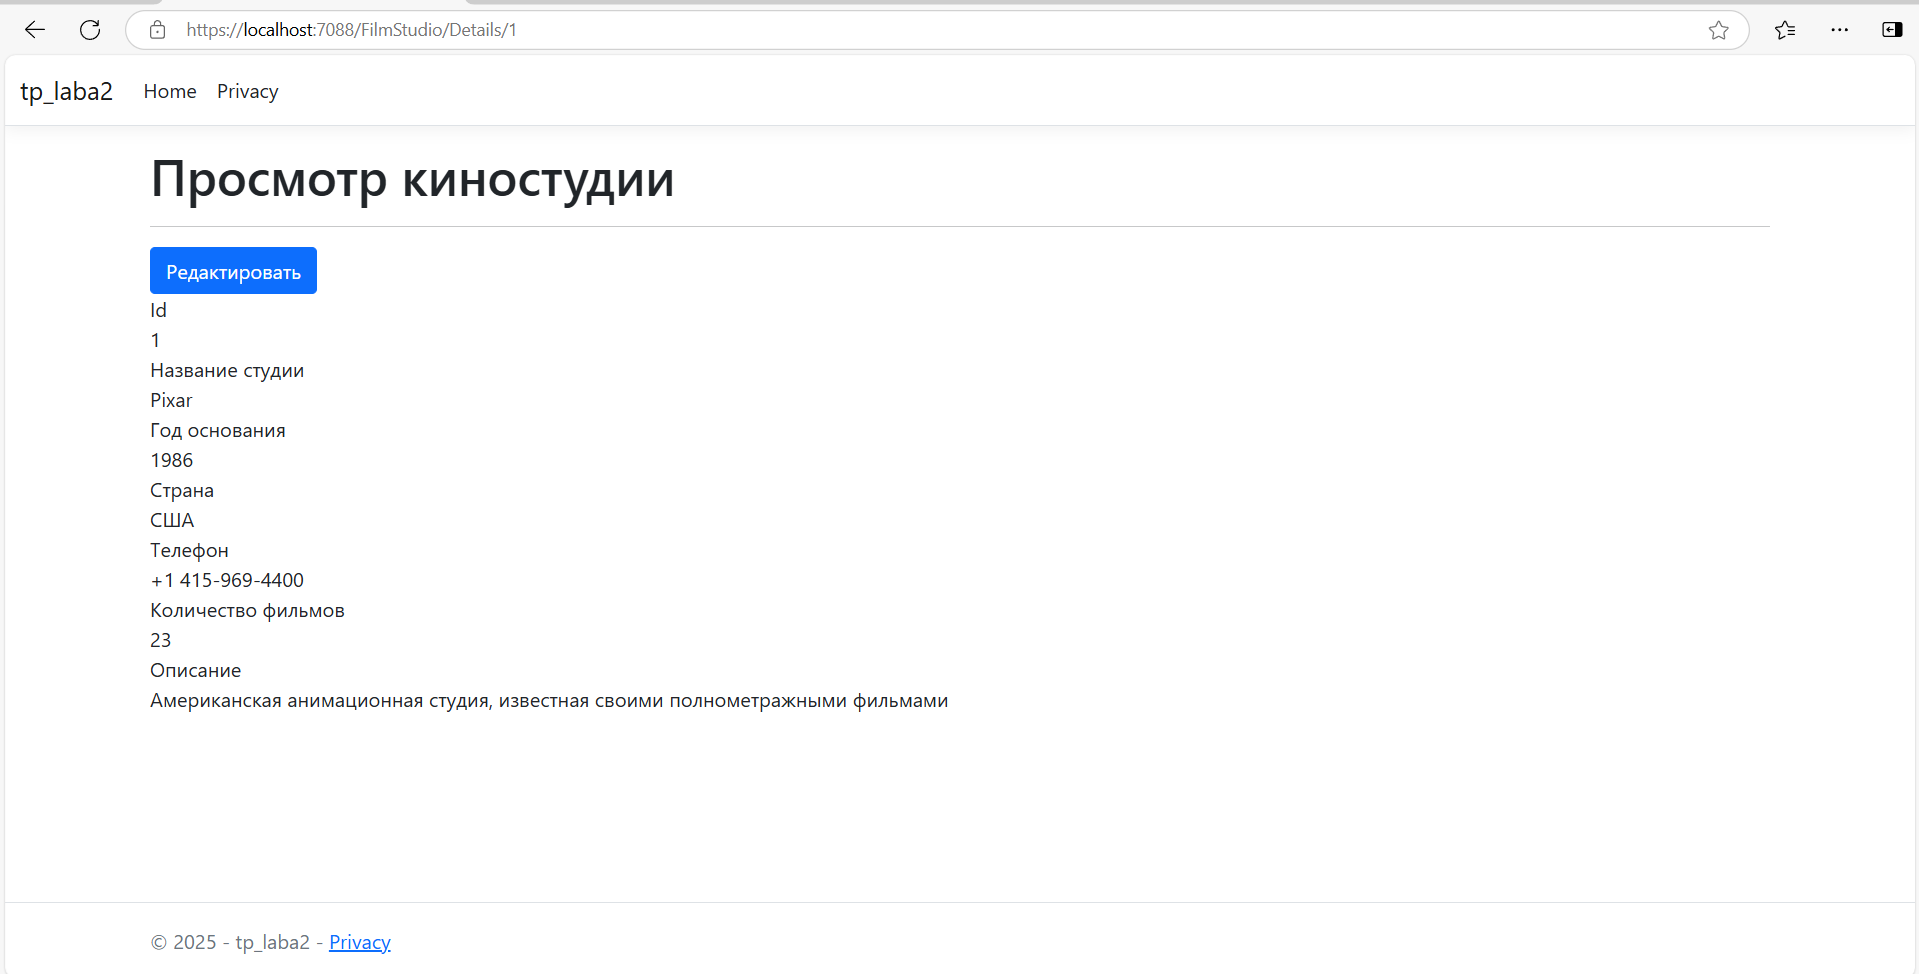 https://localhost:7088/FilmStudio/Details/1
tp_laba2 Home Privacy
Просмотр киностудии
Редактировать
Id
1
Название студии
Pixar
Год основания
1986
Страна
США
Телефон
+1 415-969-4400
Количество фильмов
23
Описание
Американская анимационная студия, известная своими полнометражными фильмами
© 2025 - tp_laba2 - Privacy